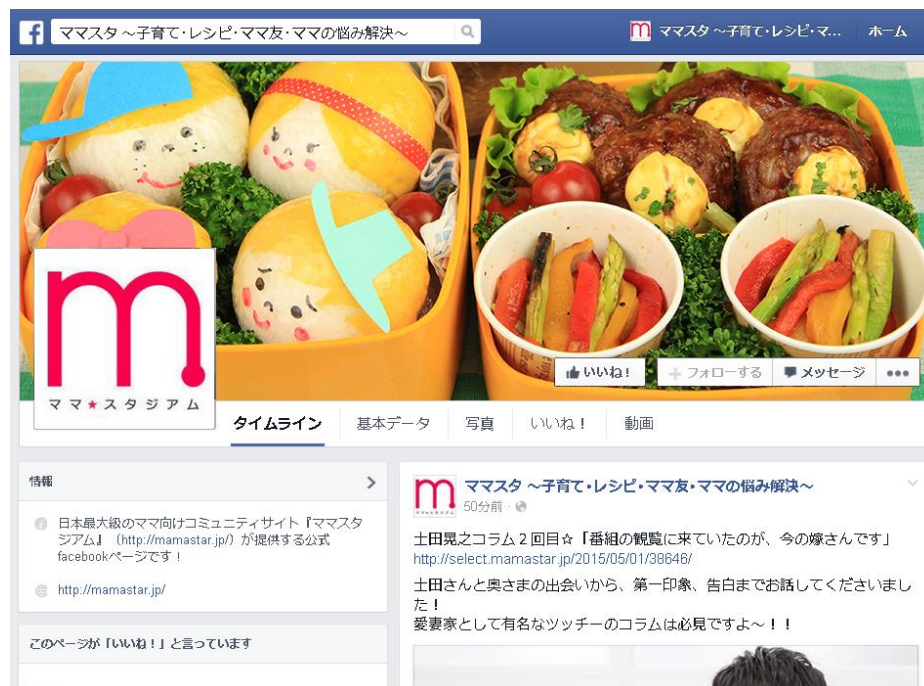 ママスタ ～子育て・レシピ・ママ友・ママの悩み解決～
ママスタ ～子育て・レシピ・マ...
ホーム
m
ママ★スタジアム
いいね！
フォローする
メッセージ
タイムライン
基本データ
写真
いいね！
動画
情報
日本最大級のママ向けコミュニティサイト『ママスタ
ジアム』（http://mamastar.jp/）が提供する公式
facebookページです！
http://mamastar.jp/
このページが「いいね！」と言っています
ママスタ ～子育て・レシピ・ママ友・ママの悩み解決～
50分前
土田晃之コラム２回目☆「番組の観覧に来ていたのが、今の嫁さんです」
http://select.mamastar.jp/2015/05/01/38646/
土田さんと奥さまの出会いから、第一印象、告白までお話してくださいまし
た！
愛妻家として有名なツッチーのコラムは必見ですよ～！！